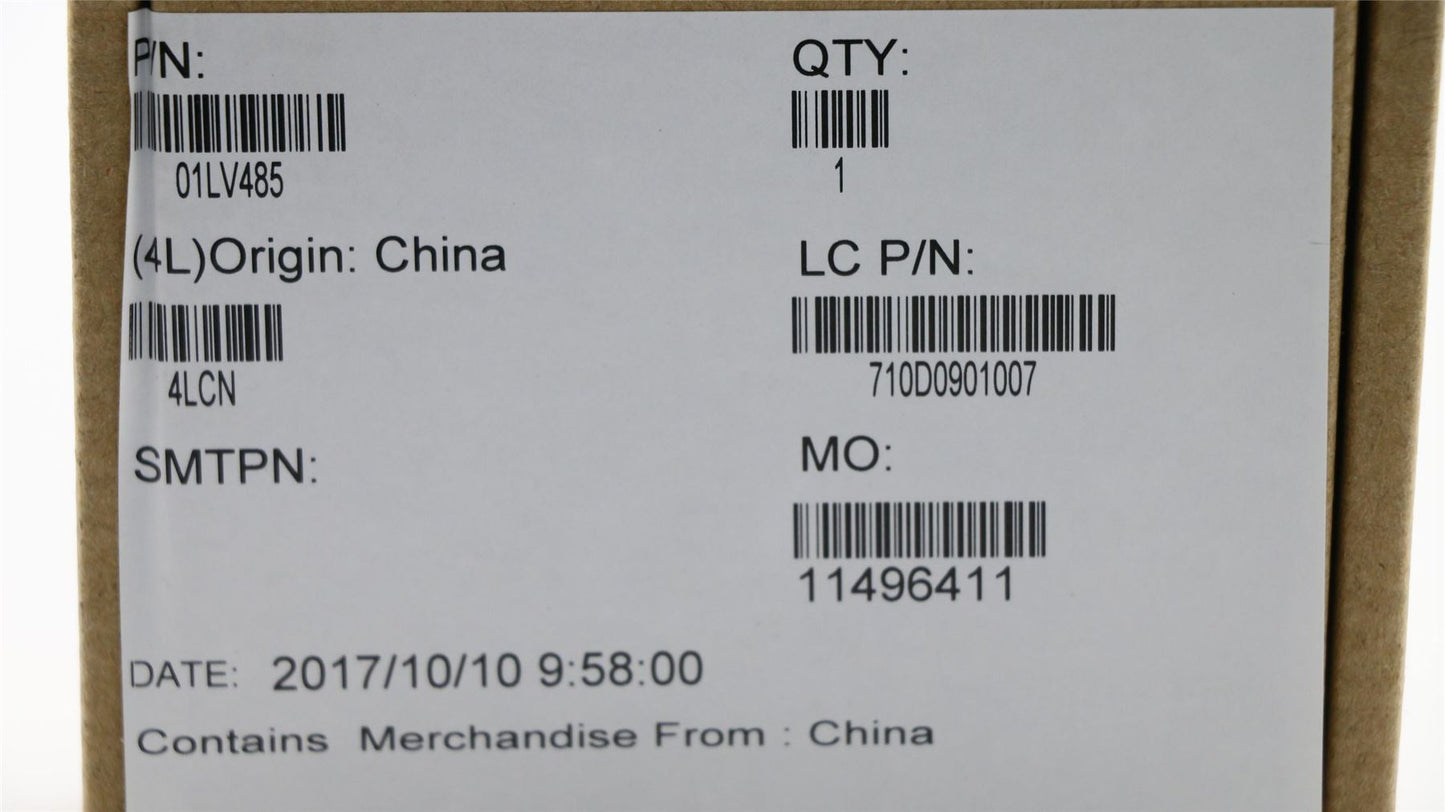 P/N:
QTY:
01LV485
1
(4L)Origin: China
LC P/N:
4LCN
710D0901007
SMTPN:
MO:
11496411
DATE: 2017/10/10 9:58:00
Contains Merchandise From : China